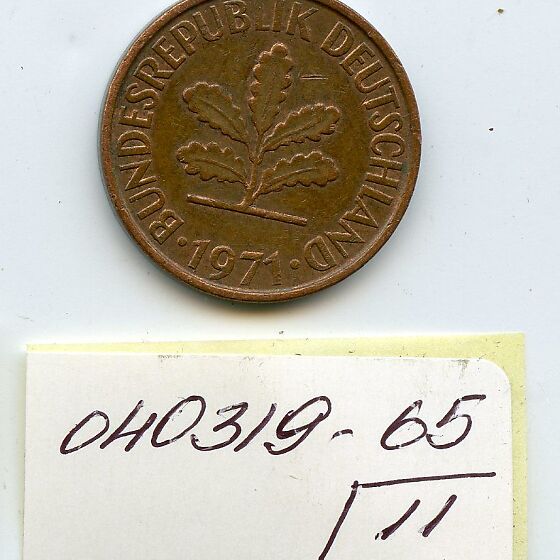 BUNDESREPUBLIK DEUTSCHLAND
· 1971 ·
040319 - 65
11